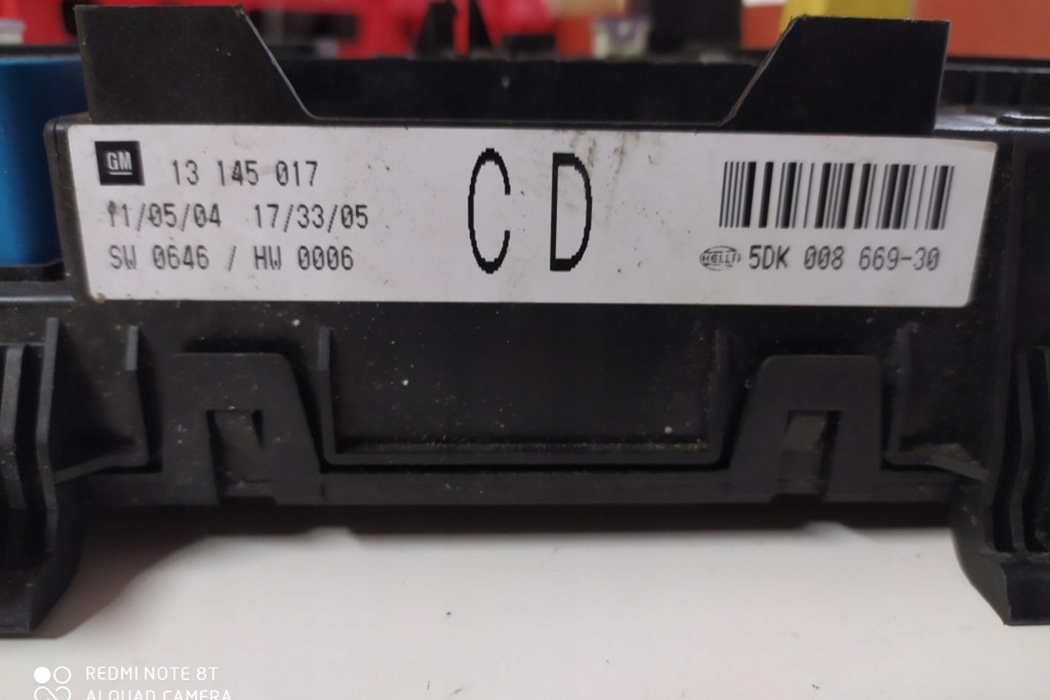 GM 13 145 017
11/05/04 17/33/05
SW 0646 / HW 0006
C D
HELLA 5DK 008 669-30
REDMI NOTE 8T
AI QUAD CAMERA